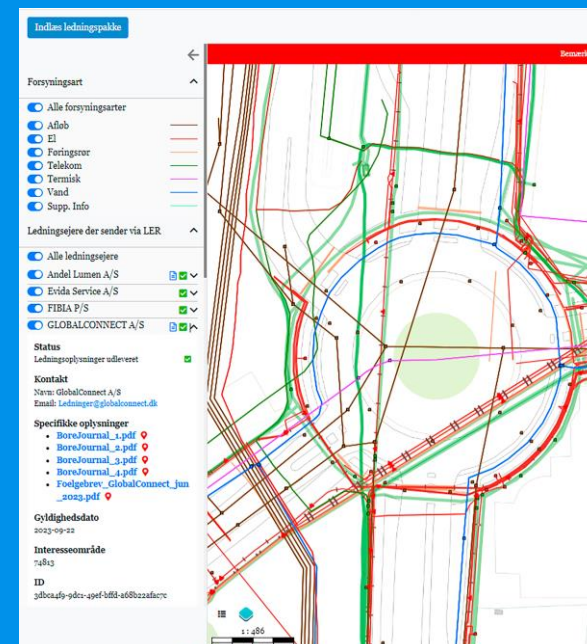 Indlæs ledningspakke
Bemærk
Forsyningsart
Alle forsyningsarter
Afløb
El
Føringsrør
Telekom
Termisk
Vand
Supp. Info
Ledningsejere der sender via LER
Alle ledningsejere
Andel Lumen A/S
Evida Service A/S
FIBIA P/S
GLOBALCONNECT A/S
Status
Ledningsoplysninger udleveret
Kontakt
Navn: GlobalConnect A/S
Email: Ledninger@globalconnect.dk
Specifikke oplysninger
BoreJournal_1.pdf
BoreJournal_2.pdf
BoreJournal_3.pdf
BoreJournal_4.pdf
Foelgebrev_GlobalConnect_jun
_2023.pdf
Gyldighedsdato
2023-09-22
Interesseområde
74813
ID
3dbca4f9-9dc1-49ef-bffd-a68b22afac7c
1:486